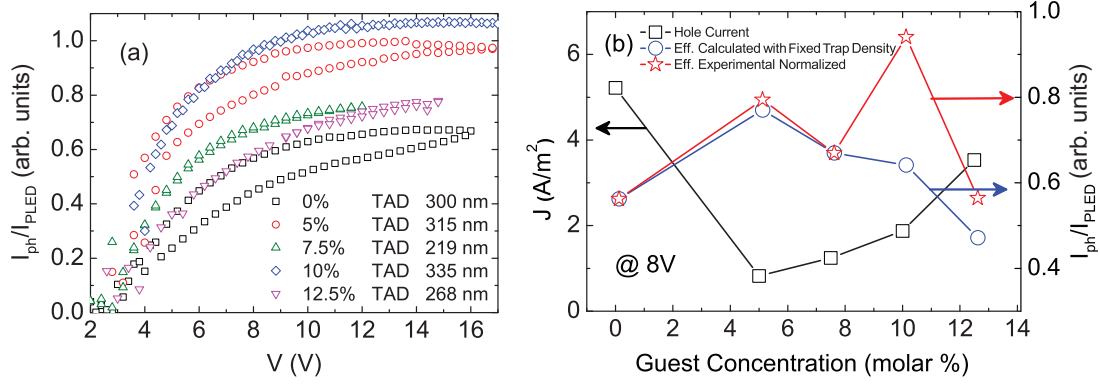 (a)
1.0
0.8
0.6
0.4
0.2
0.0
I_ph/I_PLED (arb. units)
0% TAD 300 nm
5% TAD 315 nm
7.5% TAD 219 nm
10% TAD 335 nm
12.5% TAD 268 nm
2 4 6 8 10 12 14 16
V (V)
(b)
Hole Current
Eff. Calculated with Fixed Trap Density
Eff. Experimental Normalized
6
4
2
0
J (A/m²)
@ 8V
1.0
0.8
0.6
0.4
I_ph/I_PLED (arb. units)
0 2 4 6 8 10 12 14
Guest Concentration (molar %)